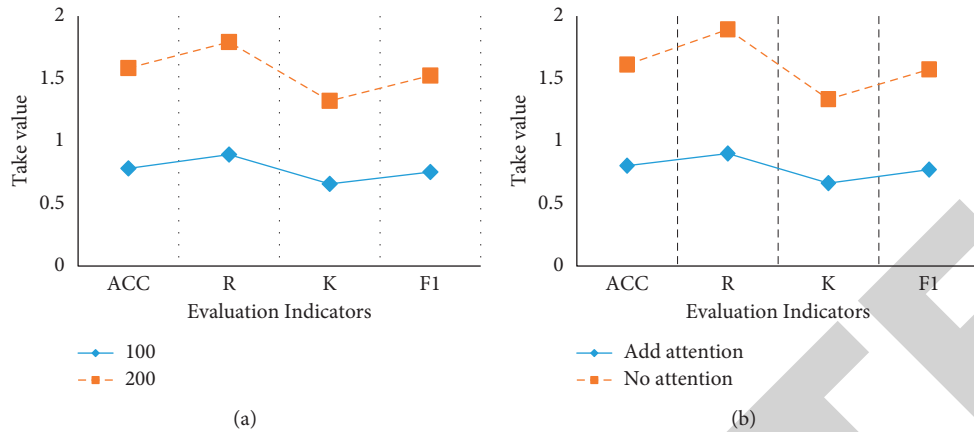 2
1.5
1
0.5
0
Take value
ACC R K F1
Evaluation Indicators
100
200
(a)
2
1.5
1
0.5
0
Take value
ACC R K F1
Evaluation Indicators
Add attention
No attention
(b)